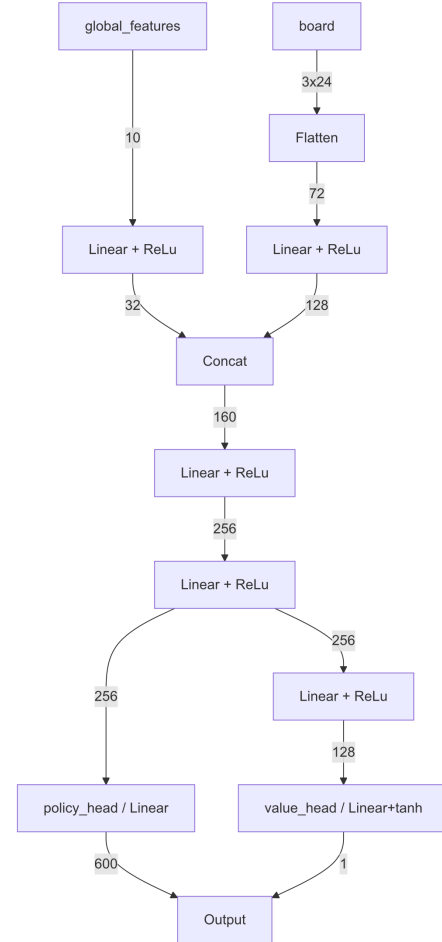 global_features
board
3x24
10
Flatten
72
Linear + ReLu
Linear + ReLu
32
128
Concat
160
Linear + ReLu
256
Linear + ReLu
256
256
Linear + ReLu
128
policy_head / Linear
value_head / Linear+tanh
600
1
Output